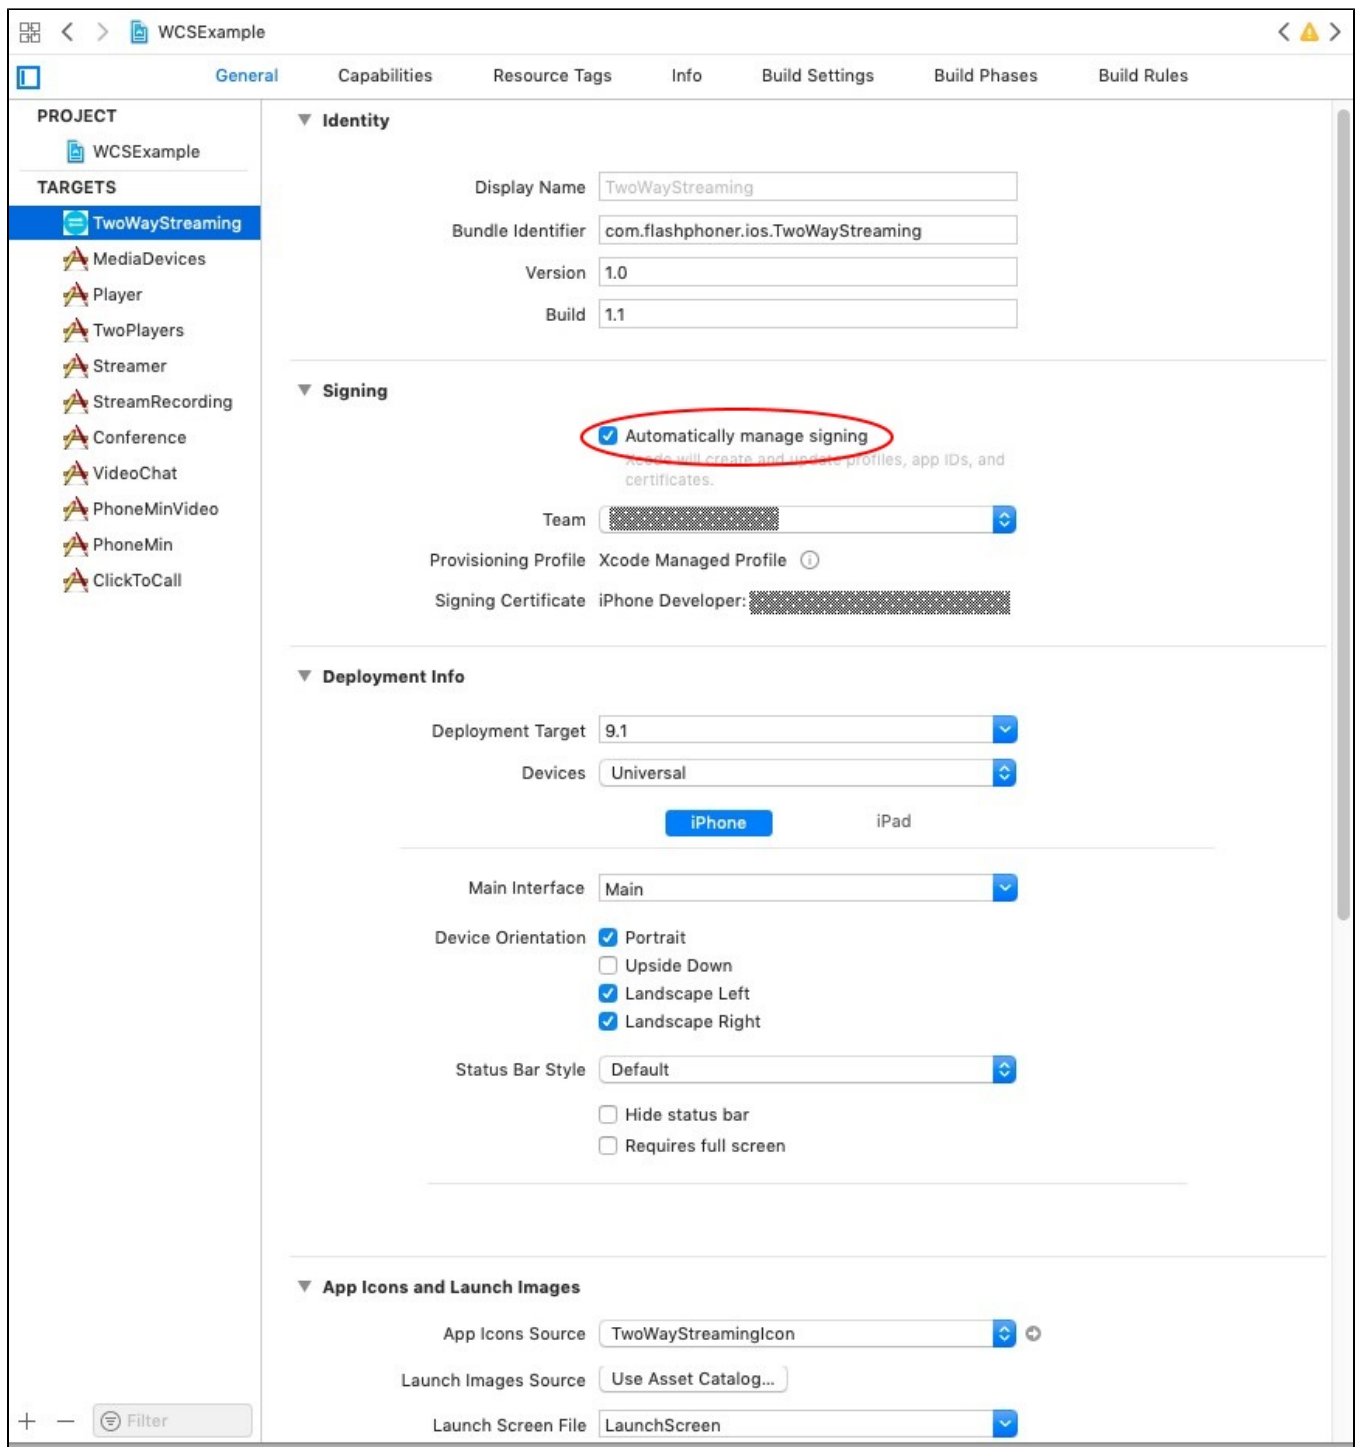 WCSExample
General Capabilities Resource Tags Info Build Settings Build Phases Build Rules
PROJECT
WCSExample
TARGETS
TwoWayStreaming
MediaDevices
Player
TwoPlayers
Streamer
StreamRecording
Conference
VideoChat
PhoneMinVideo
PhoneMin
ClickToCall
Filter
Identity
Display Name TwoWayStreaming
Bundle Identifier com.flashphoner.ios.TwoWayStreaming
Version 1.0
Build 1.1
Signing
Automatically manage signing
Xcode will create and update profiles, app IDs, and
certificates.
Team
Provisioning Profile Xcode Managed Profile
Signing Certificate iPhone Developer:
Deployment Info
Deployment Target 9.1
Devices Universal
iPhone iPad
Main Interface Main
Device Orientation Portrait
Upside Down
Landscape Left
Landscape Right
Status Bar Style Default
Hide status bar
Requires full screen
App Icons and Launch Images
App Icons Source TwoWayStreamingIcon
Launch Images Source Use Asset Catalog...
Launch Screen File LaunchScreen